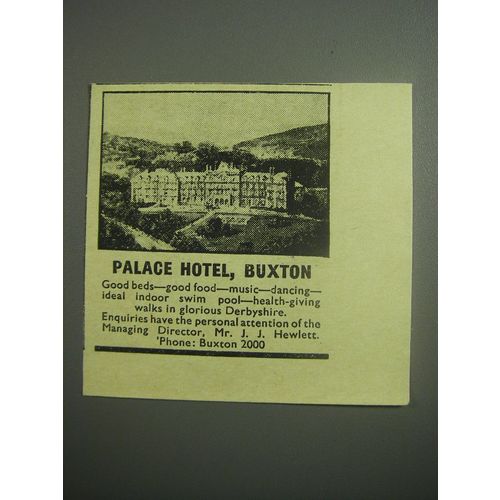 PALACE HOTEL, BUXTON
Good beds—good food—music—dancing—
ideal indoor swim pool—health-giving
walks in glorious Derbyshire.
Enquiries have the personal attention of the
Managing Director, Mr. J. J. Hewlett.
'Phone: Buxton 2000